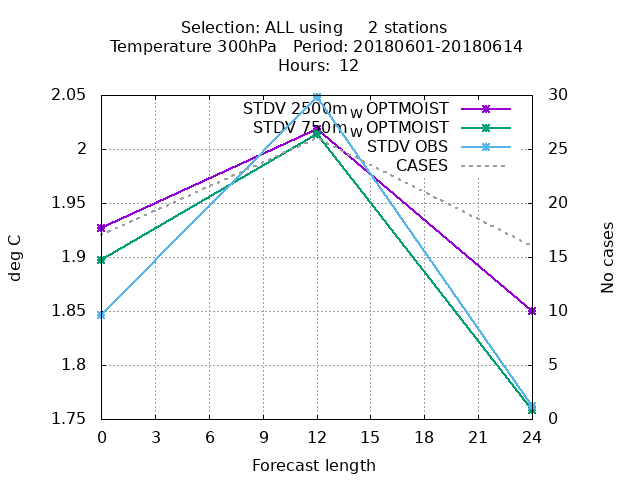 Selection: ALL using     2 stations
Temperature 300hPa   Period: 20180601-20180614
Hours:  12
2.05
2
1.95
1.9
1.85
1.8
1.75
30
25
20
15
10
5
0
STDV 2500m_W OPTMOIST
STDV 750m_W OPTMOIST
STDV OBS
CASES
deg C
No cases
0 3 6 9 12 15 18 21 24
Forecast length